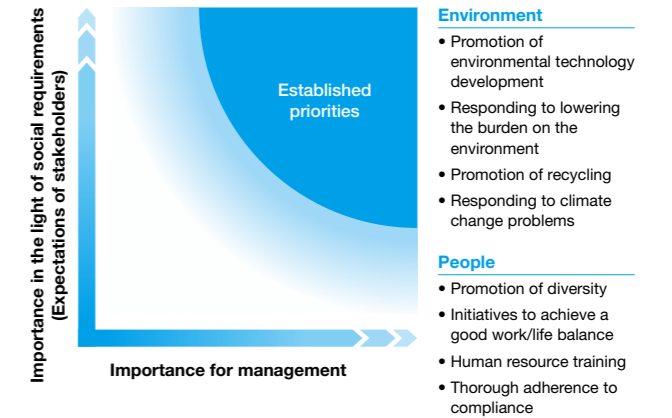 Importance in the light of social requirements
(Expectations of stakeholders)
Established
priorities
Importance for management
Environment
• Promotion of
environmental technology
development
• Responding to lowering
the burden on the
environment
• Promotion of recycling
• Responding to climate
change problems
People
• Promotion of diversity
• Initiatives to achieve a
good work/life balance
• Human resource training
• Thorough adherence to
compliance